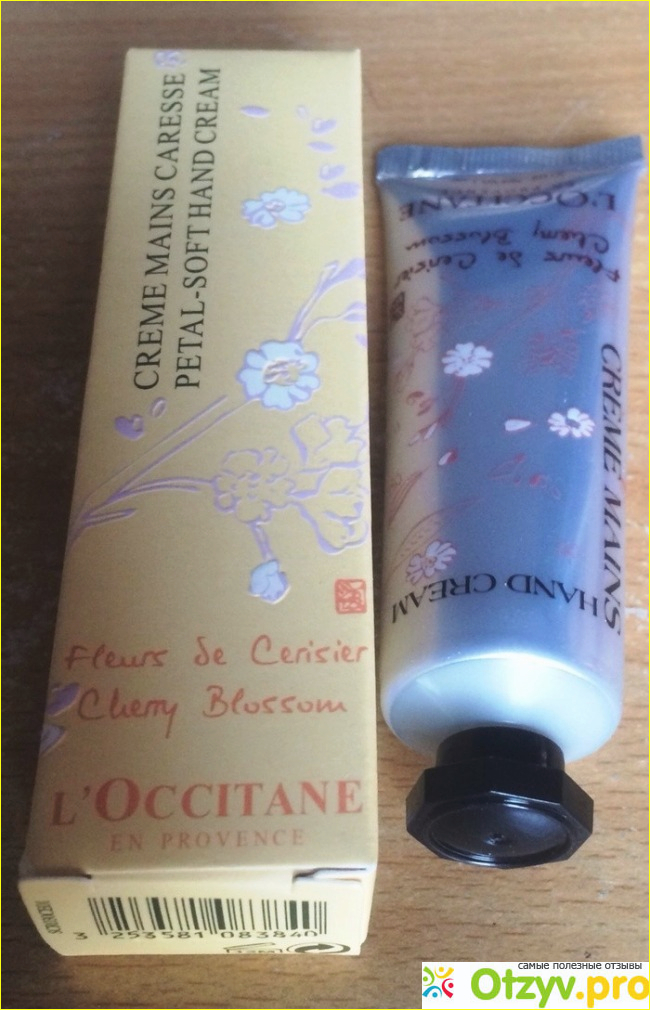 CREME MAINS CARESSE
PETAL-SOFT HAND CREAM
Fleurs de Cerisier
Cherry Blossom
L'OCCITANE
EN PROVENCE
3 253581 083840
12M
L'OCCITANE
Fleurs de Cerisier
Cherry Blossom
CREME MAINS
HAND CREAM
самые полезные отзывы
Otzyv.pro